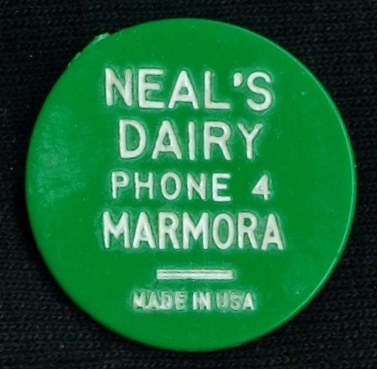 NEAL'S
DAIRY
PHONE 4
MARMORA
MADE IN USA